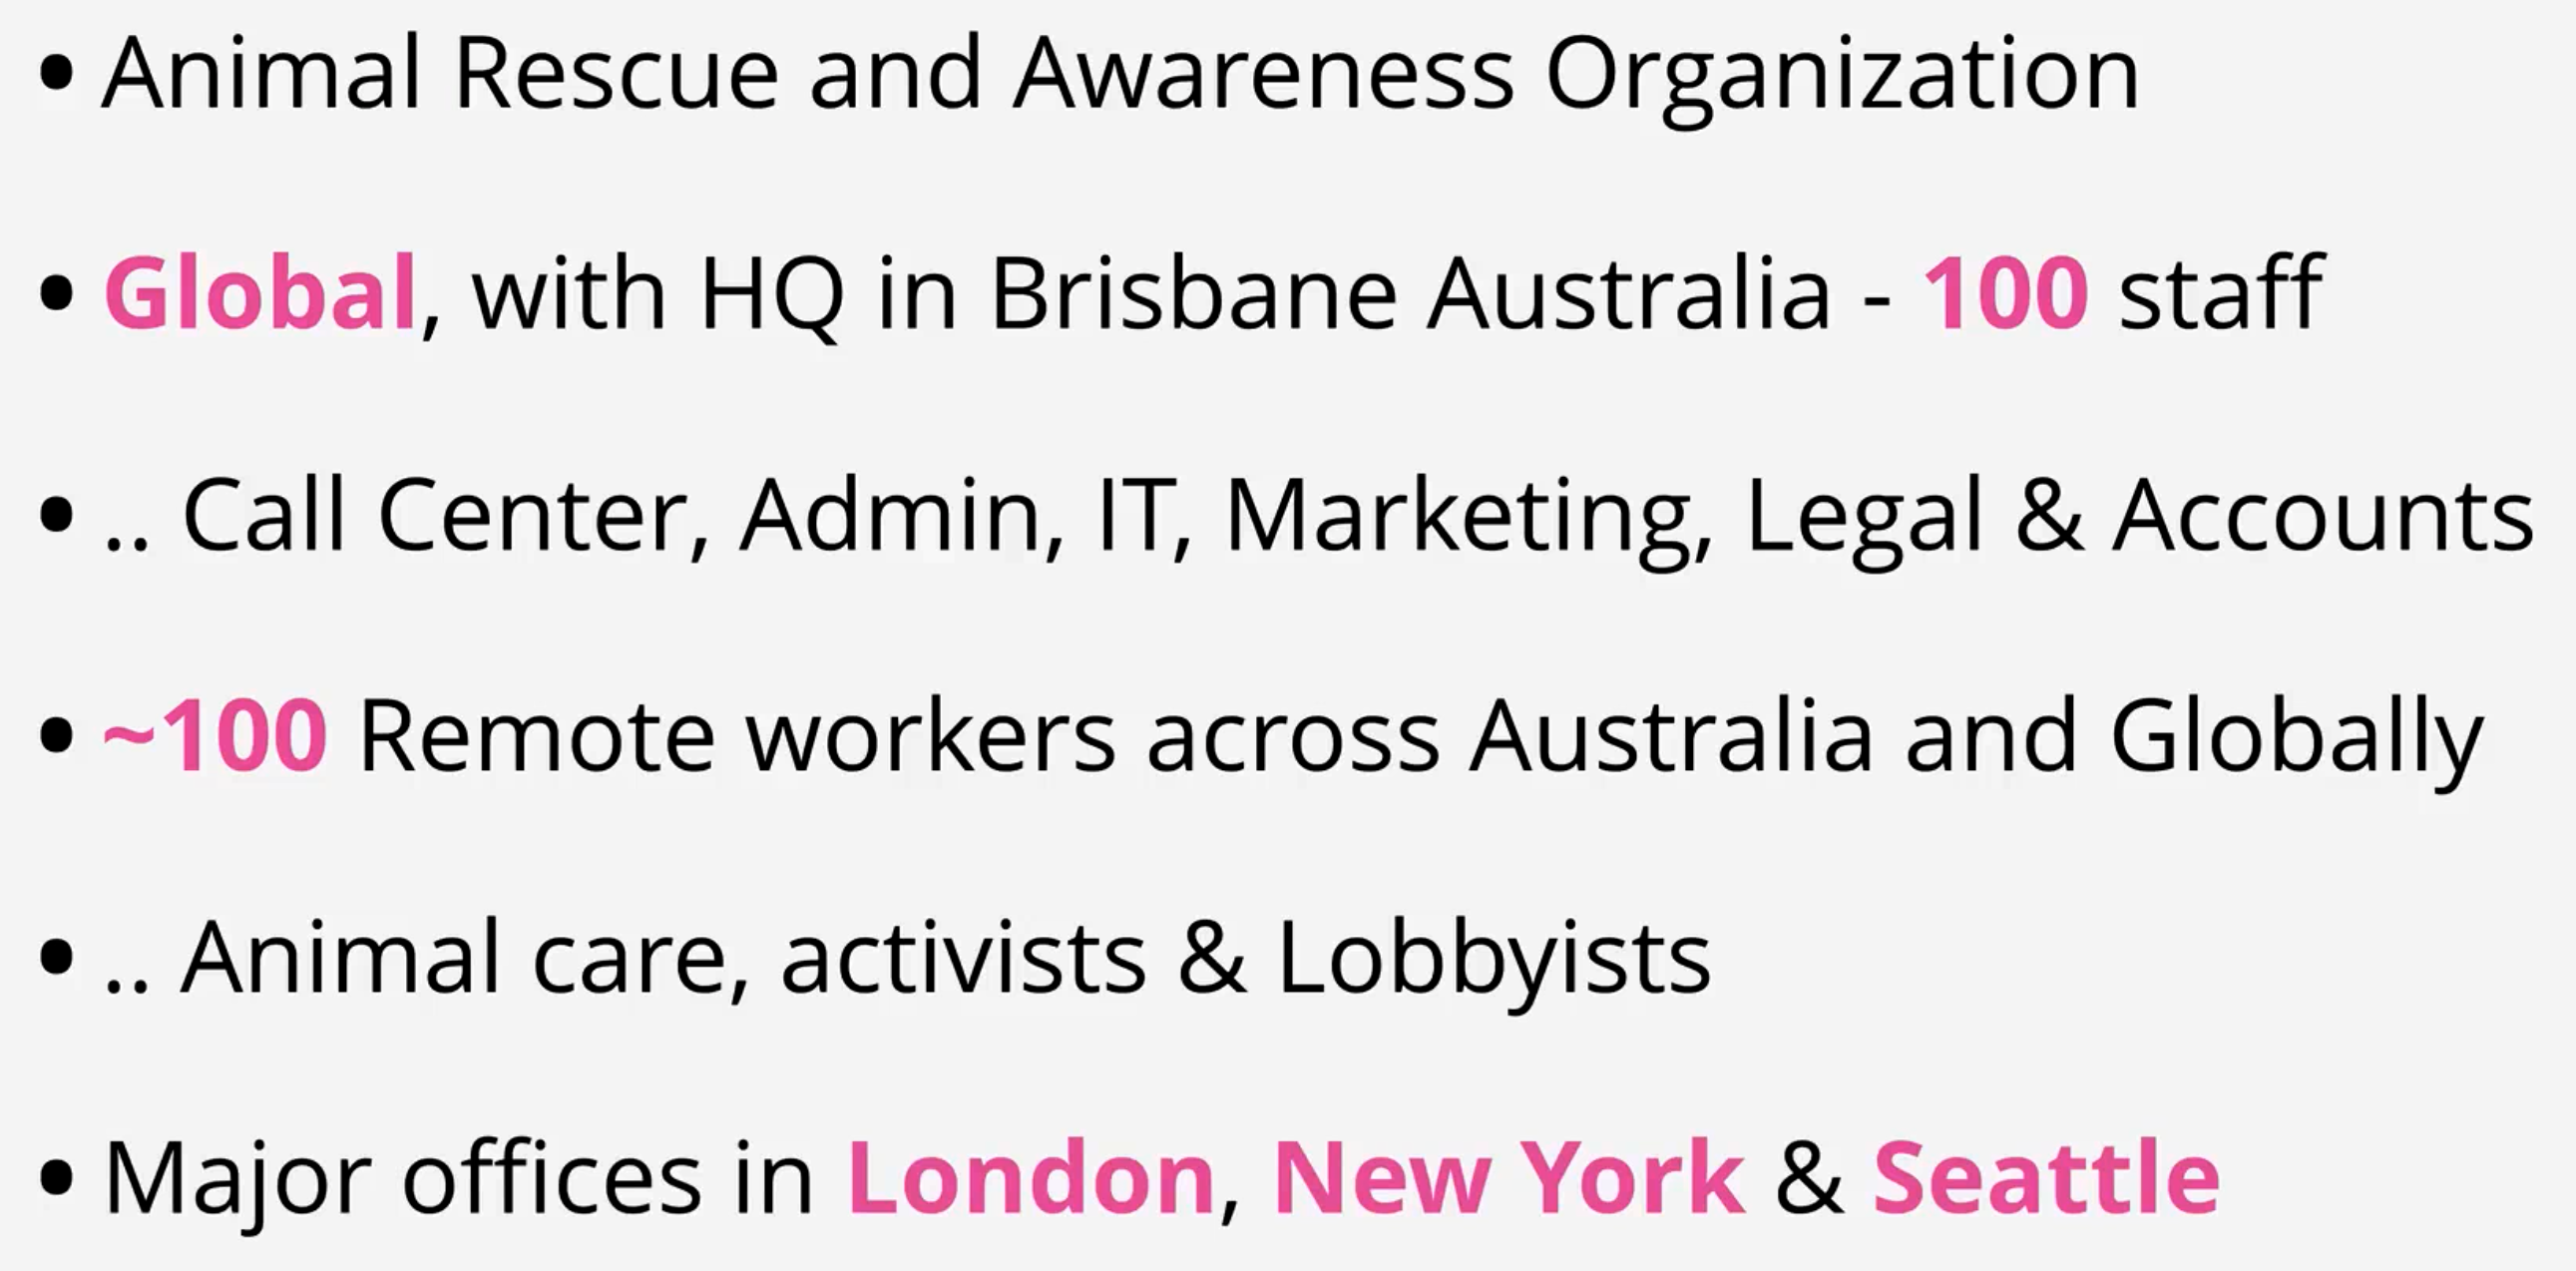 • Animal Rescue and Awareness Organization
• Global, with HQ in Brisbane Australia - 100 staff
• .. Call Center, Admin, IT, Marketing, Legal & Accounts
• ~100 Remote workers across Australia and Globally
• .. Animal care, activists & Lobbyists
• Major offices in London, New York & Seattle